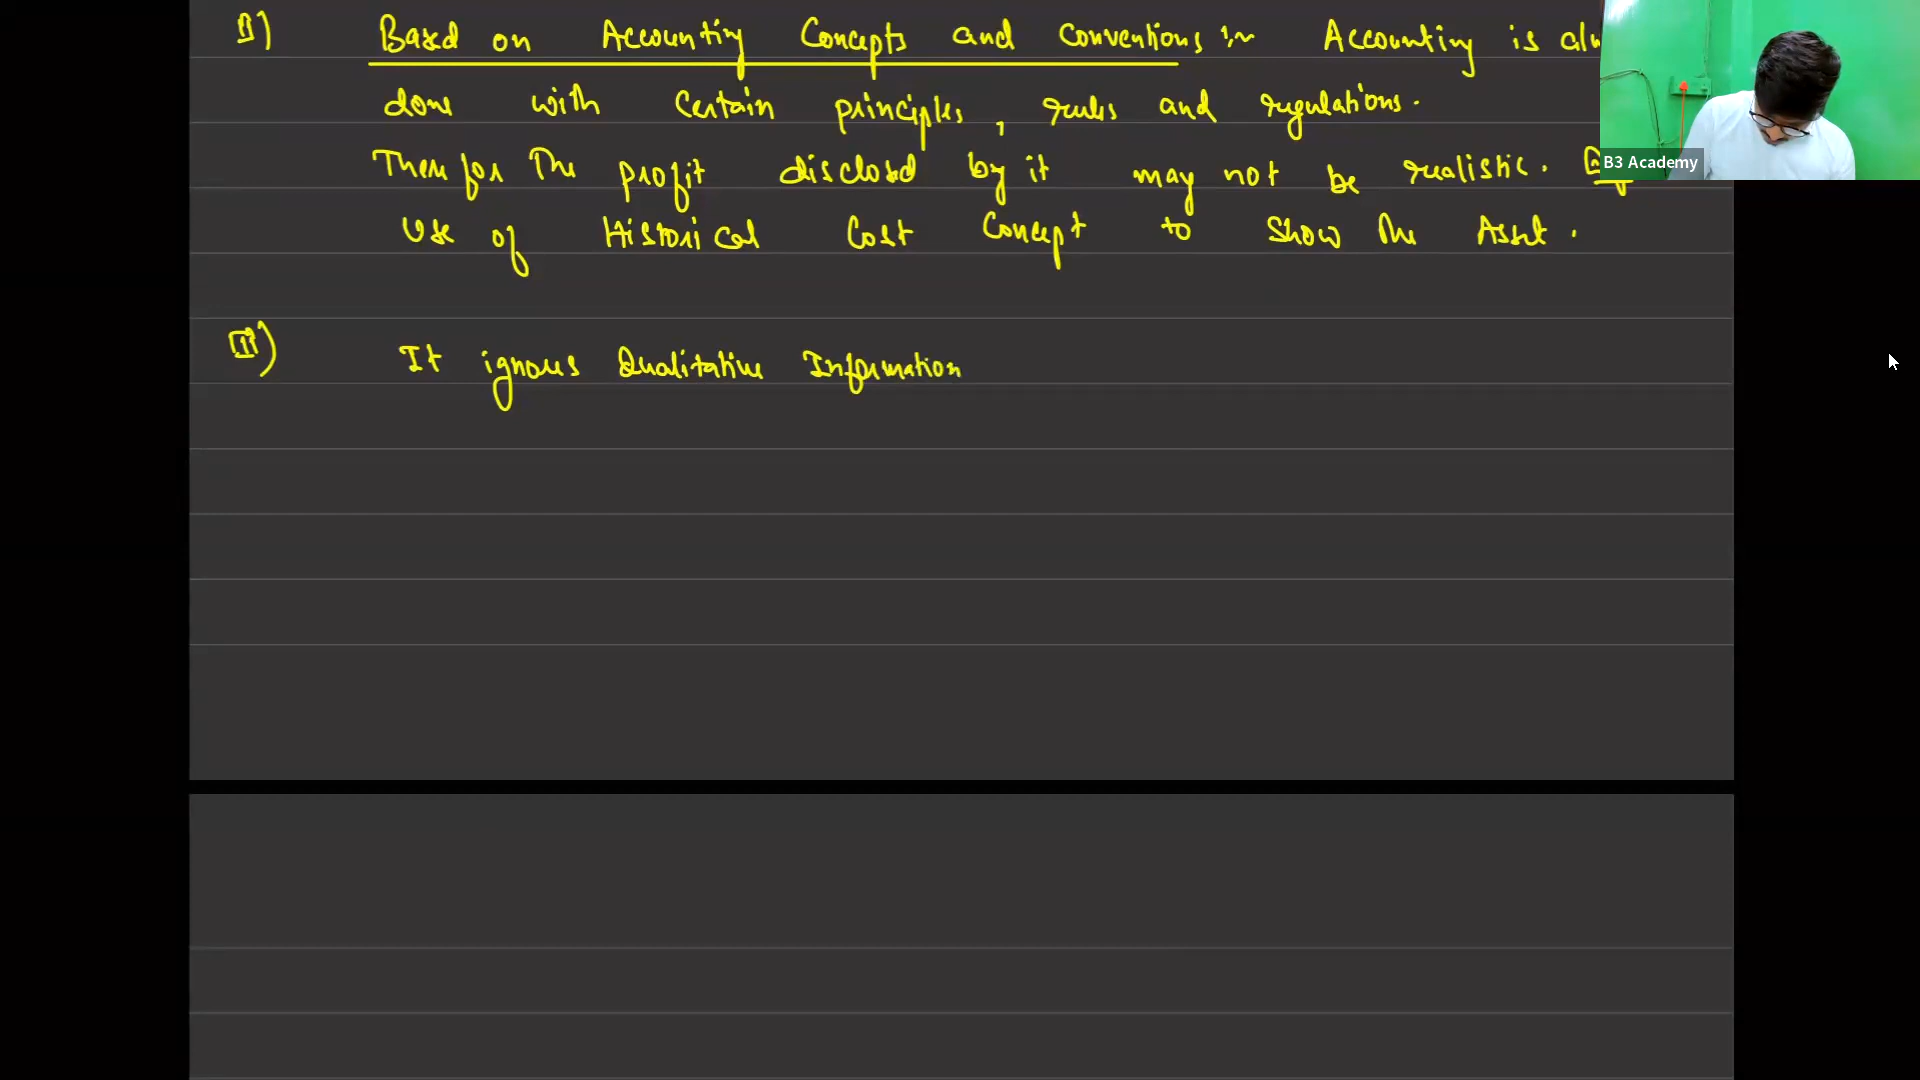 II) Based on Accounting Concepts and Conventions :- Accounting is
done with Certain principles, rules and regulations.
Therefor The profit disclosed by it may not be realistic.
Use of Historical Cost Concept to Show The Asset.
III) It ignores Qualitative Information
B3 Academy